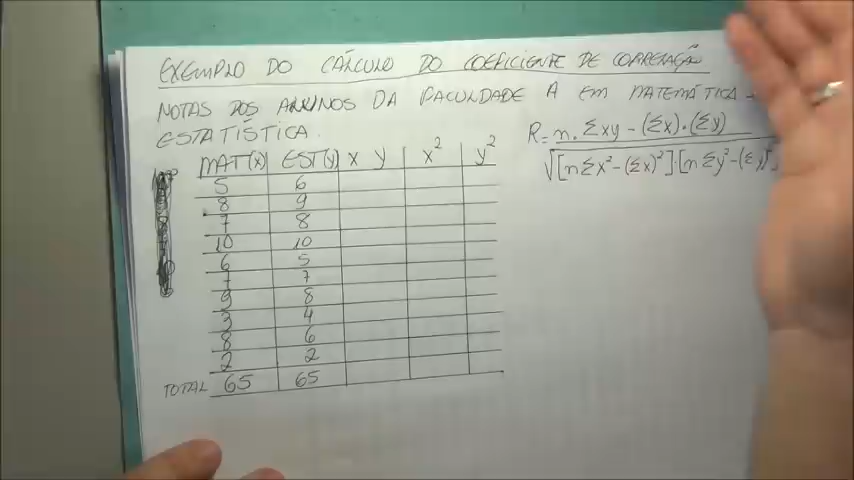 EXEMPLO DO CÁLCULO DO COEFICIENTE DE CORRELAÇÃO
NOTAS DOS ALUNOS DA FACULDADE A EM MATEMÁTICA
ESTATÍSTICA.
R = n.Σxy - (Σx).(Σy)
√[nΣx²-(Σx)²].[nΣy²-(Σy)²]
MAT(x) EST(y) x y x² y²
5 6
8 9
7 8
10 10
6 5
7 7
9 8
3 4
8 6
2 2
TOTAL 65 65